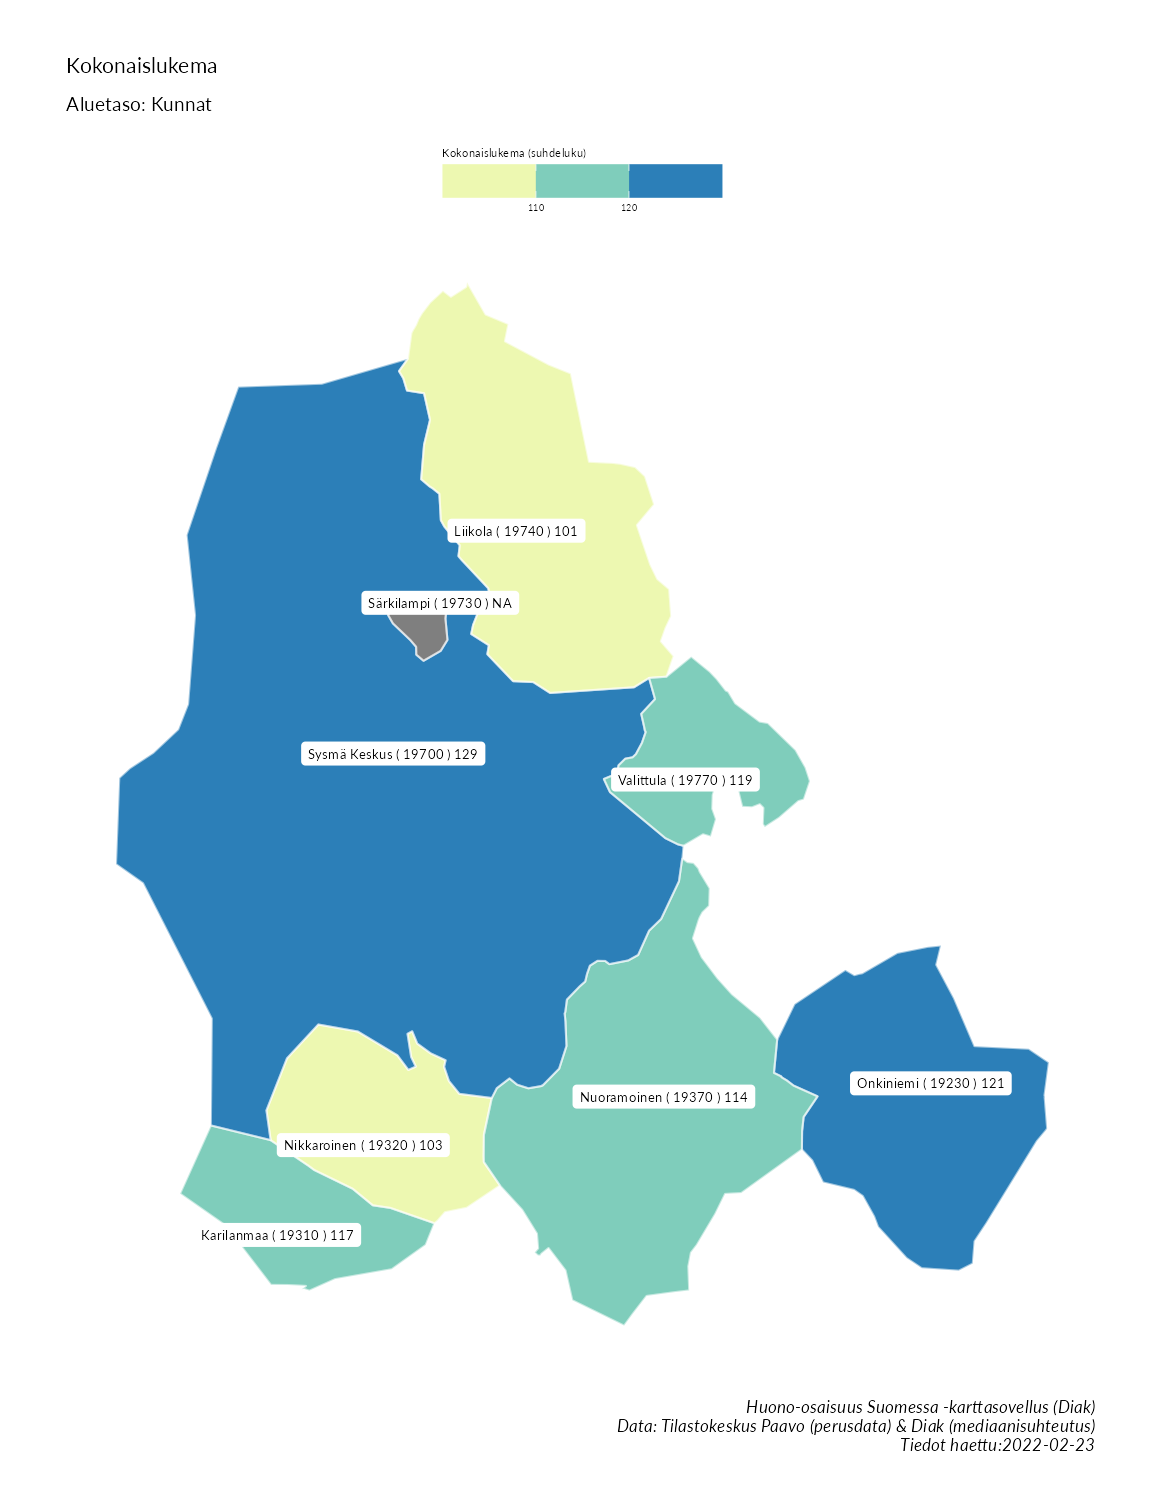 Kokonaislukema
Aluetaso: Kunnat
Kokonaislukema (suhdeluku)
110
120
Liikola ( 19740 ) 101
Särkilampi ( 19730 ) NA
Sysmä Keskus ( 19700 ) 129
Valittula ( 19770 ) 119
Onkiniemi ( 19230 ) 121
Nuoramoinen ( 19370 ) 114
Nikkaroinen ( 19320 ) 103
Karilanmaa ( 19310 ) 117
Huono-osaisuus Suomessa -karttasovellus (Diak)
Data: Tilastokeskus Paavo (perusdata) & Diak (mediaanisuhteutus)
Tiedot haettu:2022-02-23